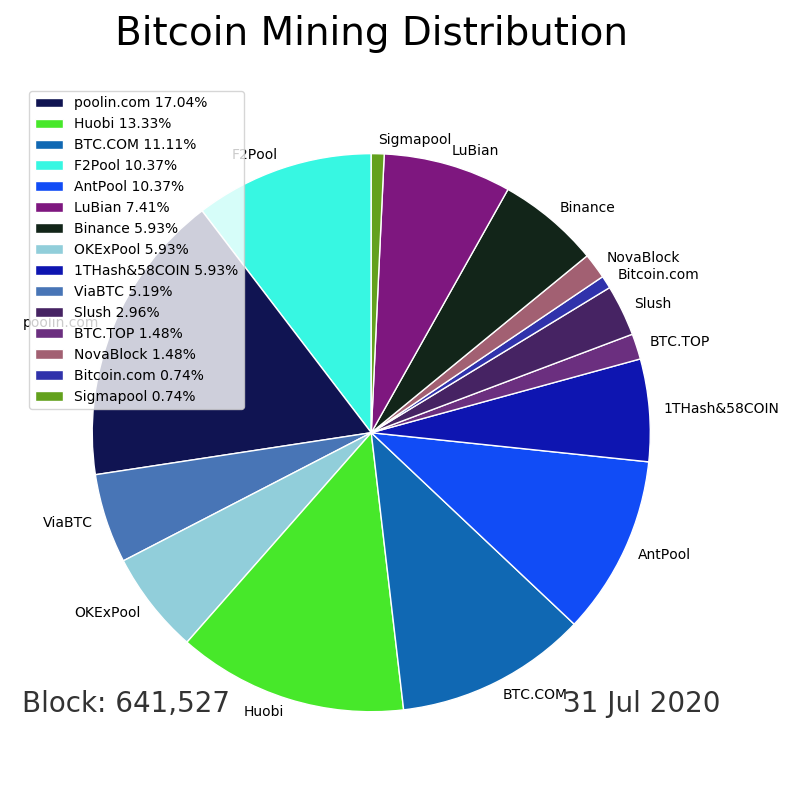 Bitcoin Mining Distribution
poolin.com 17.04%
Huobi 13.33%
BTC.COM 11.11%
F2Pool 10.37%
AntPool 10.37%
LuBian 7.41%
Binance 5.93%
OKExPool 5.93%
1THash&58COIN 5.93%
ViaBTC 5.19%
Slush 2.96%
BTC.TOP 1.48%
NovaBlock 1.48%
Bitcoin.com 0.74%
Sigmapool 0.74%
Sigmapool
LuBian
F2Pool
Binance
NovaBlock
Bitcoin.com
Slush
poolin.com
BTC.TOP
1THash&58COIN
ViaBTC
AntPool
OKExPool
BTC.COM
Huobi
Block: 641,527
31 Jul 2020